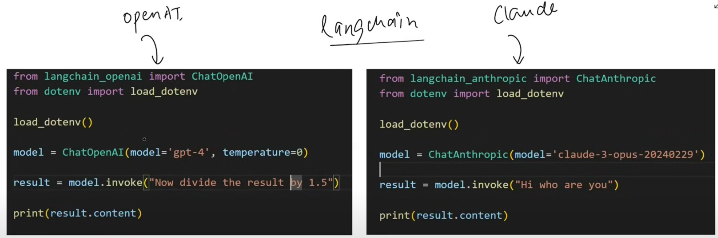 openAI
langchain
Claude
from langchain_openai import ChatOpenAI
from dotenv import load_dotenv
load_dotenv()
model = ChatOpenAI(model='gpt-4', temperature=0)
result = model.invoke("Now divide the result by 1.5")
print(result.content)
from langchain_anthropic import ChatAnthropic
from dotenv import load_dotenv
load_dotenv()
model = ChatAnthropic(model='claude-3-opus-20240229')
result = model.invoke("Hi who are you")
print(result.content)